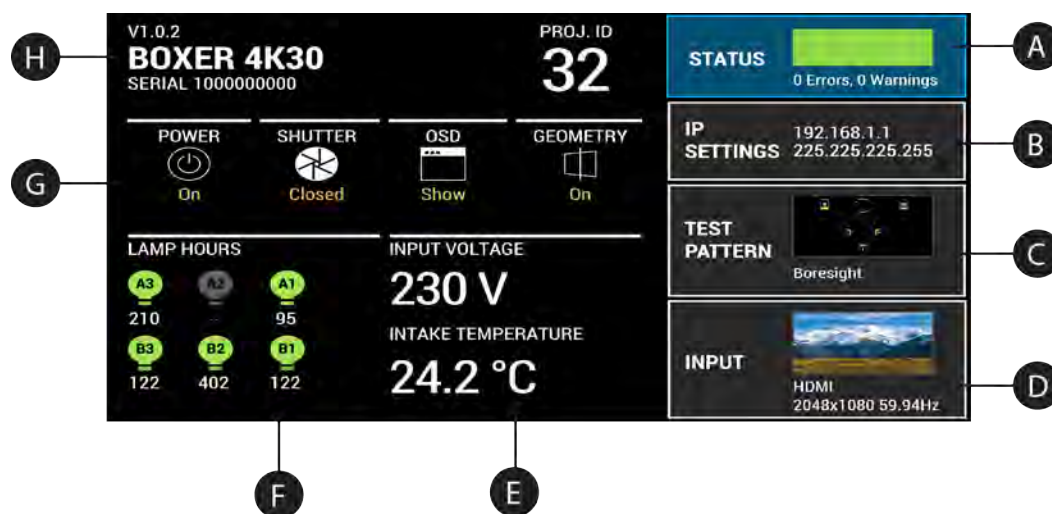 V1.0.2
BOXER 4K30
SERIAL 1000000000
PROJ. ID
32
POWER
On
SHUTTER
Closed
OSD
Show
GEOMETRY
On
LAMP HOURS
A3 A2 A1
210 -- 95
B3 B2 B1
122 402 122
INPUT VOLTAGE
230 V
INTAKE TEMPERATURE
24.2 °C
STATUS
0 Errors, 0 Warnings
IP SETTINGS
192.168.1.1
225.225.225.255
TEST PATTERN
Boresight
INPUT
HDMI
2048x1080 59.94Hz
A
B
C
D
E
F
G
H